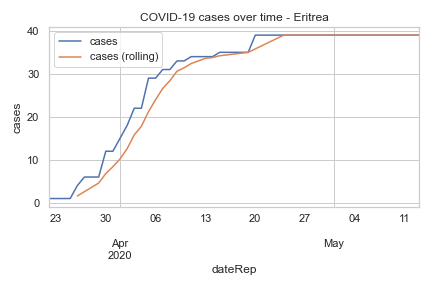 COVID-19 cases over time - Eritrea
cases
cases (rolling)
40
30
20
10
0
cases
23 30 06 13 20 27 04 11
Apr May
2020
dateRep